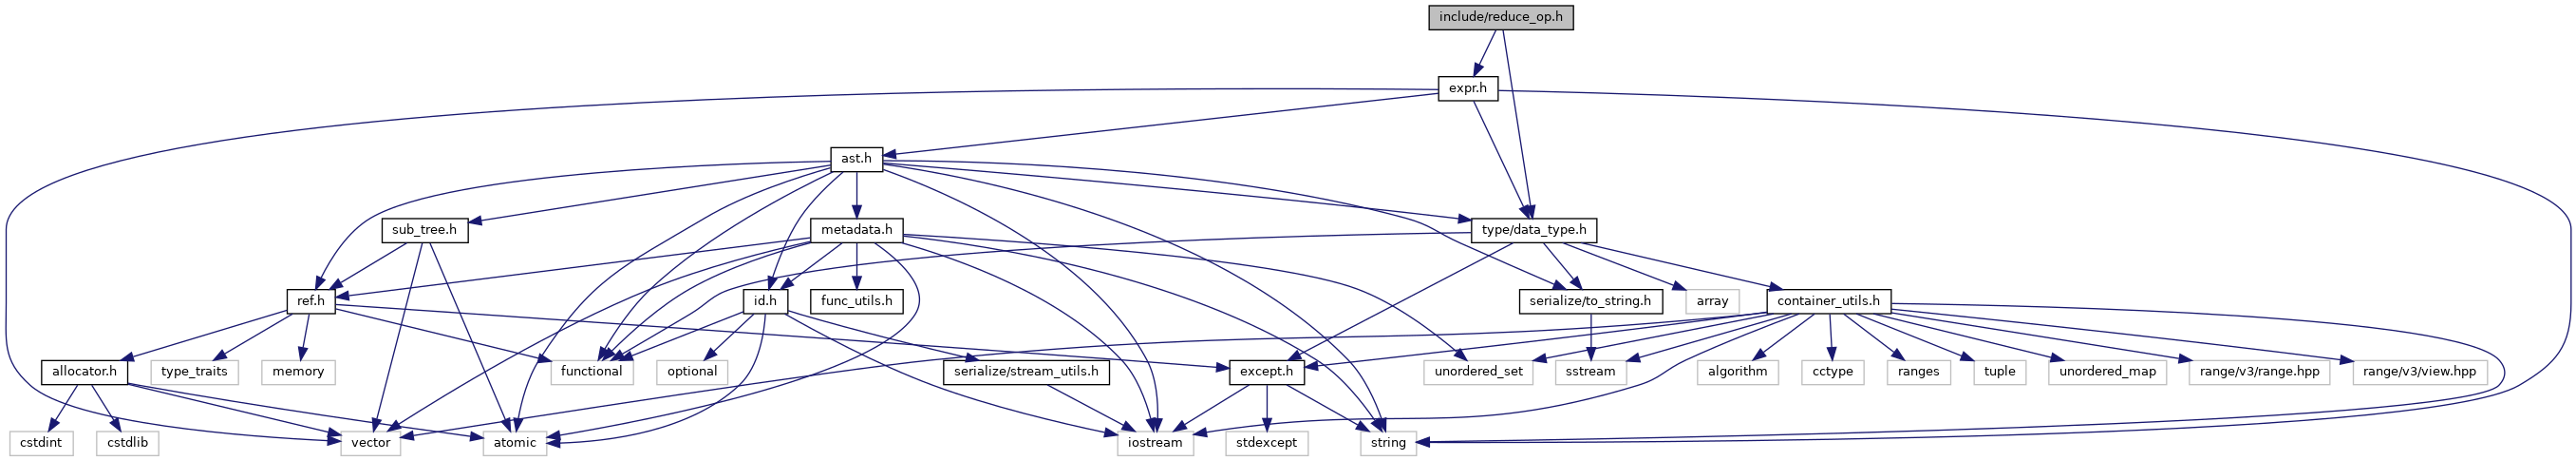 include/reduce_op.h
expr.h
ast.h
sub_tree.h
metadata.h
type/data_type.h
ref.h
id.h
func_utils.h
serialize/to_string.h
array
container_utils.h
allocator.h
type_traits
memory
functional
optional
serialize/stream_utils.h
except.h
unordered_set
sstream
algorithm
cctype
ranges
tuple
unordered_map
range/v3/range.hpp
range/v3/view.hpp
cstdint
cstdlib
vector
atomic
iostream
stdexcept
string